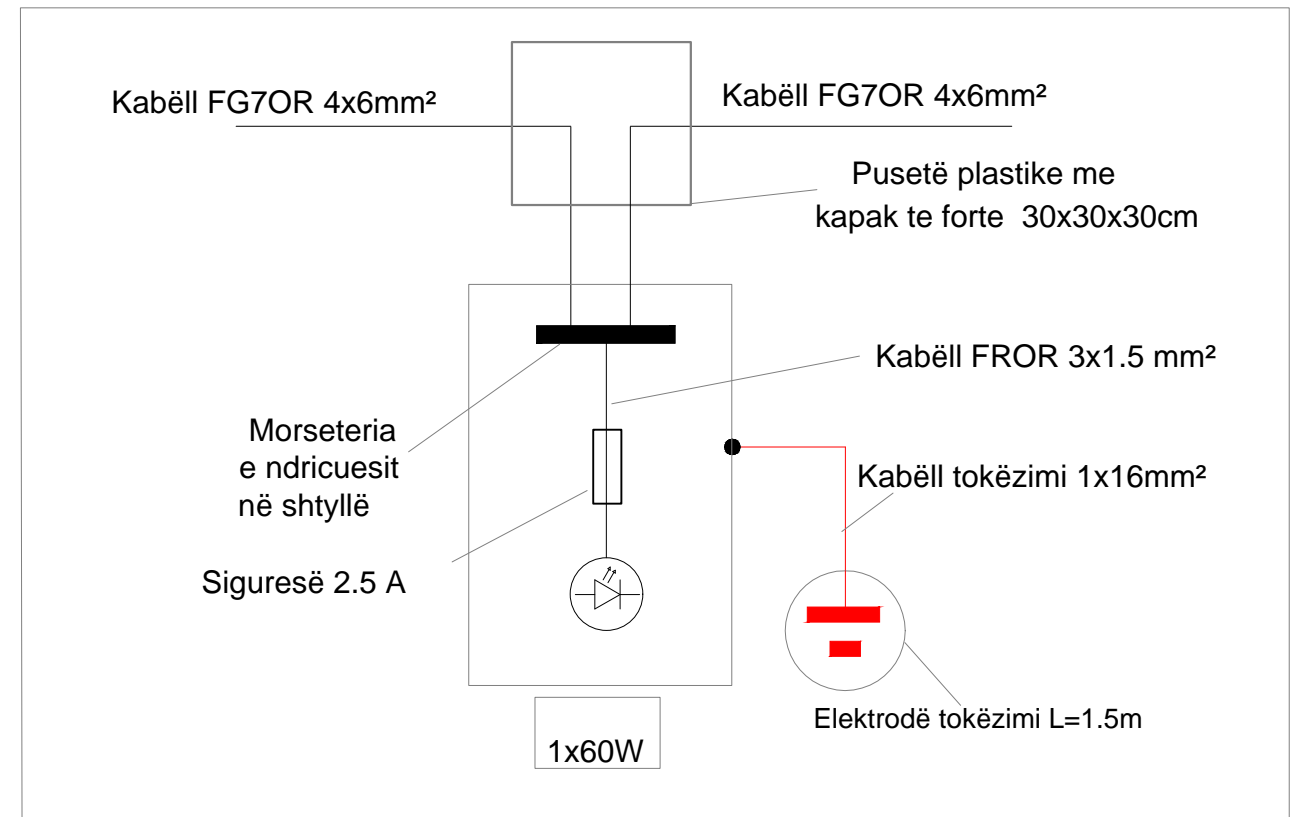 Kabëll FG7OR 4x6mm²
Kabëll FG7OR 4x6mm²
Pusetë plastike me
kapak te forte 30x30x30cm
Kabëll FROR 3x1.5 mm²
Morseteria
e ndricuesit
në shtyllë
Kabëll tokëzimi 1x16mm²
Siguresë 2.5 A
Elektrodë tokëzimi L=1.5m
1x60W